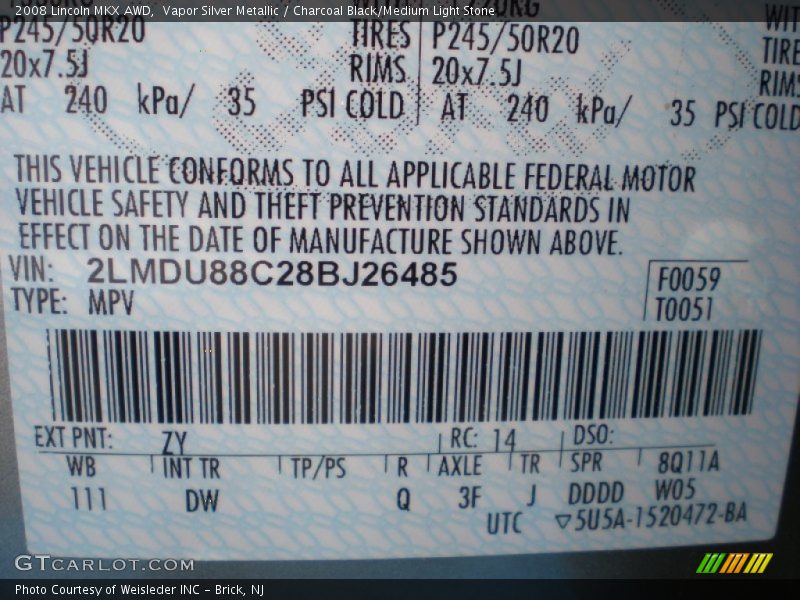 2008 Lincoln MKX AWD, Vapor Silver Metallic / Charcoal Black/Medium Light Stone
P245/50R20 TIRES P245/50R20 TIRE
20x7.5J RIMS 20x7.5J RIMS
AT 240 kPa/ 35 PSI COLD AT 240 kPa/ 35 PSI COLD
THIS VEHICLE CONFORMS TO ALL APPLICABLE FEDERAL MOTOR
VEHICLE SAFETY AND THEFT PREVENTION STANDARDS IN
EFFECT ON THE DATE OF MANUFACTURE SHOWN ABOVE.
VIN: 2LMDU88C28BJ26485 F0059
TYPE: MPV T0051
EXT PNT: ZY RC: 14 DSO:
WB INT TR TP/PS R AXLE TR SPR 8Q11A
111 DW Q 3F J DDDD W05
UTC ▽5U5A-1520472-BA
GTCARLOT.COM
Photo Courtesy of Weisleder INC - Brick, NJ